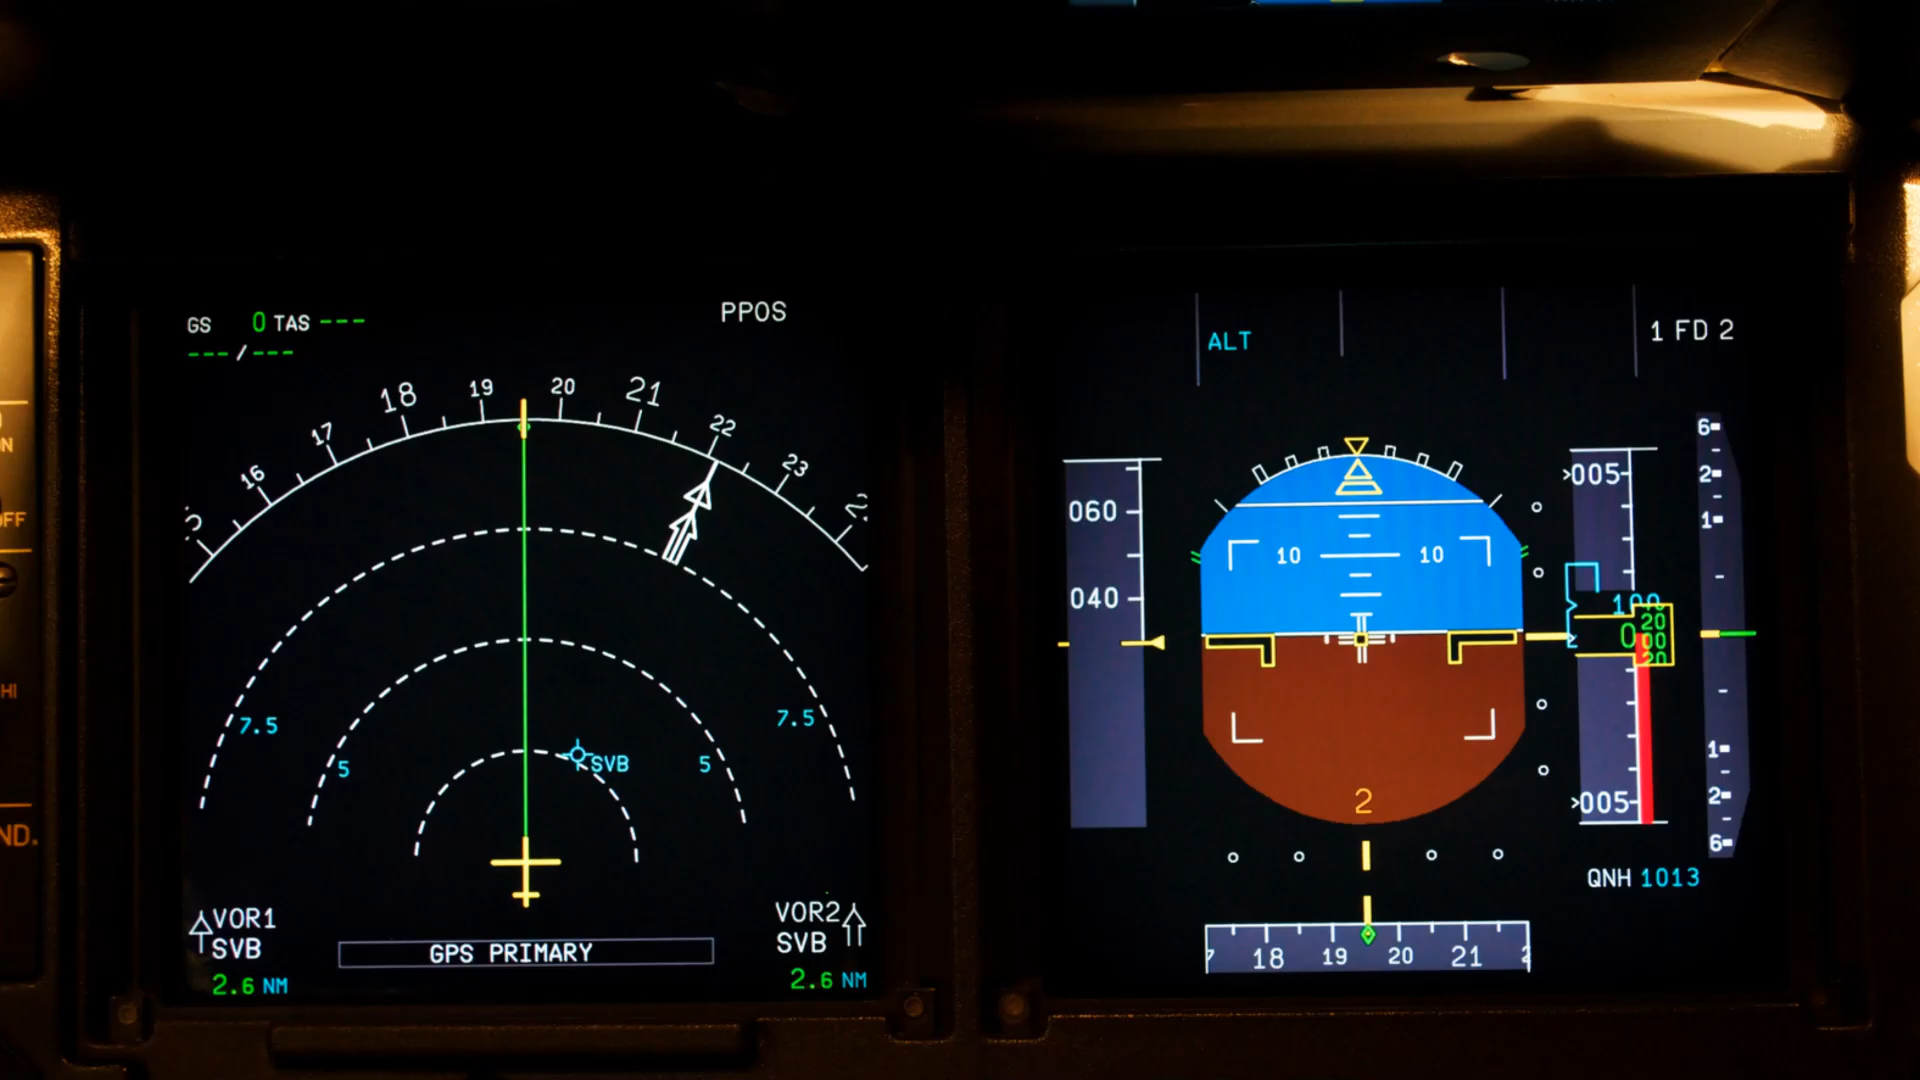 GS 0 TAS ---
--- / ---
PPOS
16 17 18 19 20 21 22 23
7.5 7.5
5 5
SVB
VOR1
SVB
2.6 NM
GPS PRIMARY
VOR2
SVB
2.6 NM
ALT
1 FD 2
060
040
10 10
2
005
100
0
20
00
20
005
6
2
1
1
2
6
QNH 1013
18 19 20 21
FF
HI
ND.